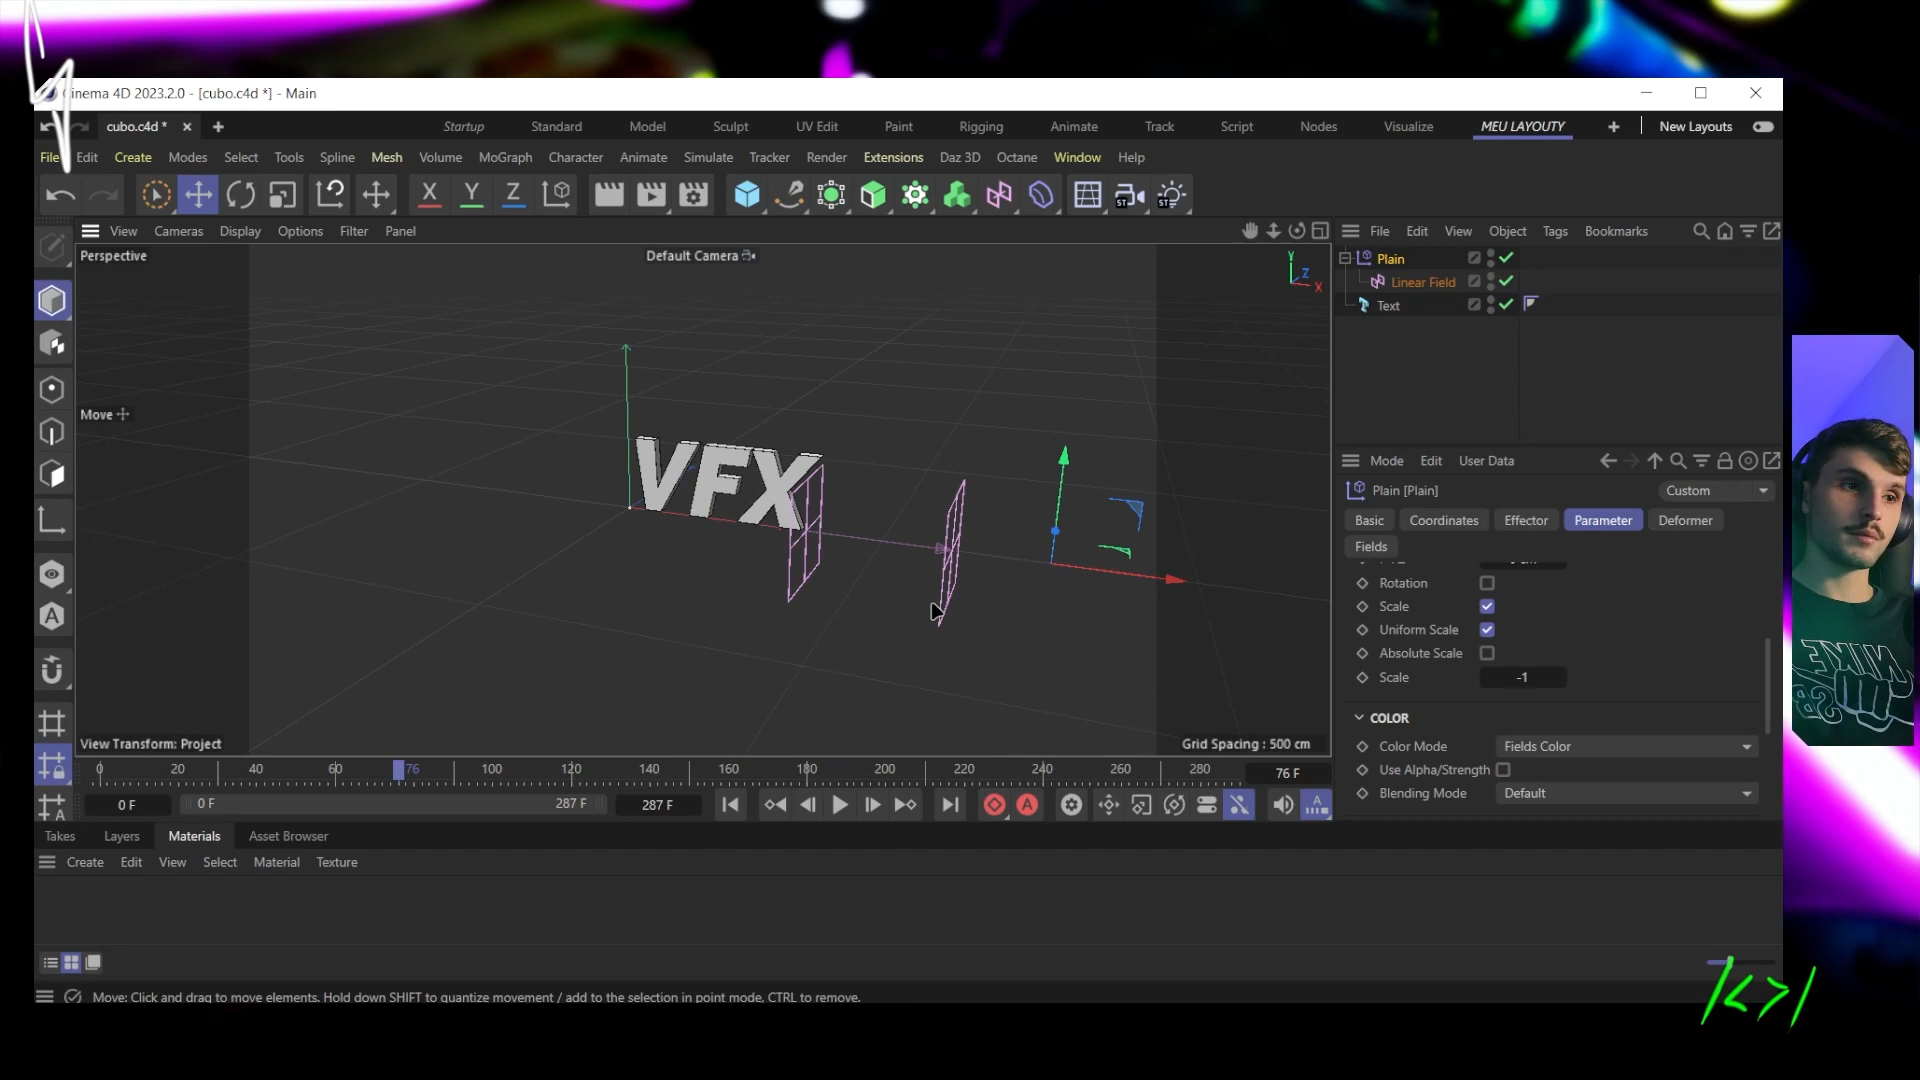 Cinema 4D 2023.2.0 - [cubo.c4d *] - Main
cubo.c4d *
Startup Standard Model Sculpt UV Edit Paint Rigging Animate Track Script Nodes Visualize MEU LAYOUTY New Layouts
File Edit Create Modes Select Tools Spline Mesh Volume MoGraph Character Animate Simulate Tracker Render Extensions Daz 3D Octane Window Help
X Y Z ST ST
View Cameras Display Options Filter Panel
File Edit View Object Tags Bookmarks
Perspective
Default Camera
Y
Z
X
Plain
Linear Field
Text
Move
VFX
Mode Edit User Data
Plain [Plain]
Custom
Basic Coordinates Effector Parameter Deformer
Fields
Rotation
Scale
Uniform Scale
Absolute Scale
Scale -1
COLOR
Color Mode Fields Color
Use Alpha/Strength
Blending Mode Default
View Transform: Project
Grid Spacing : 500 cm
0 20 40 60 76 100 120 140 160 180 200 220 240 260 280 76 F
0 F 0 F 287 F 287 F
Takes Layers Materials Asset Browser
Create Edit View Select Material Texture
Move: Click and drag to move elements. Hold down SHIFT to quantize movement / add to the selection in point mode, CTRL to remove.